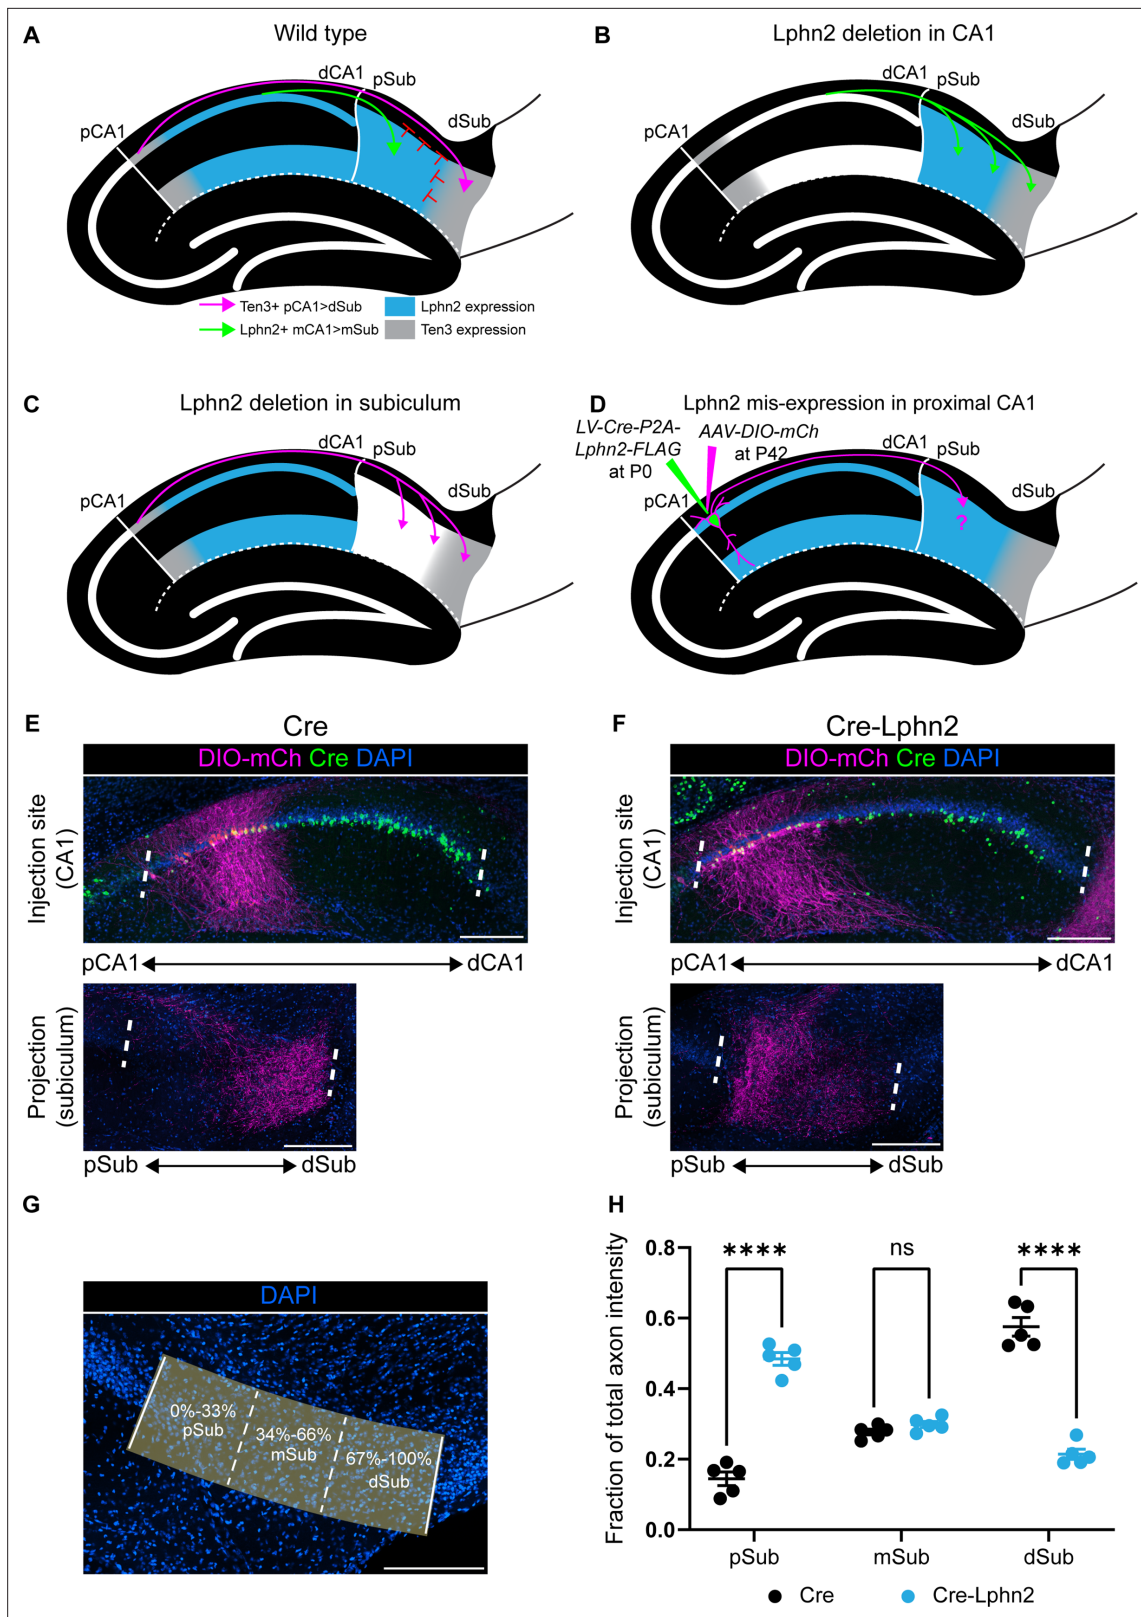 A
Wild type
dCA1
pSub
pCA1
dSub
Ten3+ pCA1>dSub
Lphn2 expression
Lphn2+ mCA1>mSub
Ten3 expression
B
Lphn2 deletion in CA1
dCA1
pSub
pCA1
dSub
C
Lphn2 deletion in subiculum
dCA1
pSub
pCA1
dSub
D
Lphn2 mis-expression in proximal CA1
LV-Cre-P2A-
Lphn2-FLAG
at P0
AAV-DIO-mCh
at P42
dCA1
pSub
pCA1
dSub
?
E
Cre
DIO-mCh Cre DAPI
Injection site
(CA1)
pCA1
dCA1
Projection
(subiculum)
pSub
dSub
F
Cre-Lphn2
DIO-mCh Cre DAPI
Injection site
(CA1)
pCA1
dCA1
Projection
(subiculum)
pSub
dSub
G
DAPI
0%-33%
pSub
34%-66%
mSub
67%-100%
dSub
H
Fraction of total axon intensity
0.8
0.6
0.4
0.2
0.0
****
ns
****
pSub
mSub
dSub
Cre
Cre-Lphn2